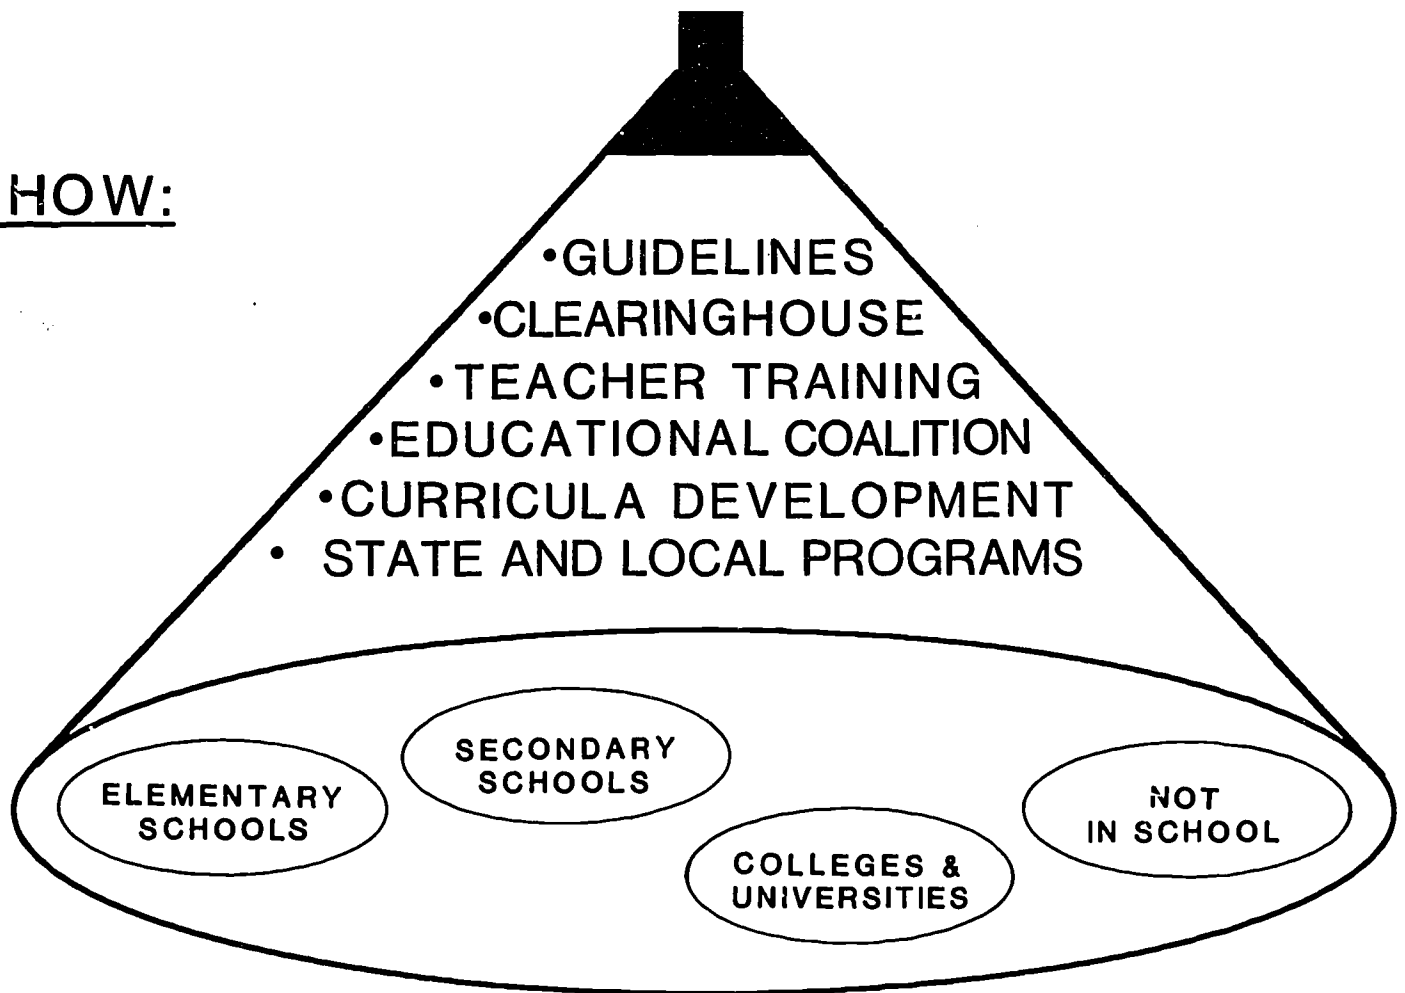 HOW:
•GUIDELINES
•CLEARINGHOUSE
•TEACHER TRAINING
•EDUCATIONAL COALITION
•CURRICULA DEVELOPMENT
• STATE AND LOCAL PROGRAMS
ELEMENTARY
SCHOOLS
SECONDARY
SCHOOLS
COLLEGES &
UNIVERSITIES
NOT
IN SCHOOL